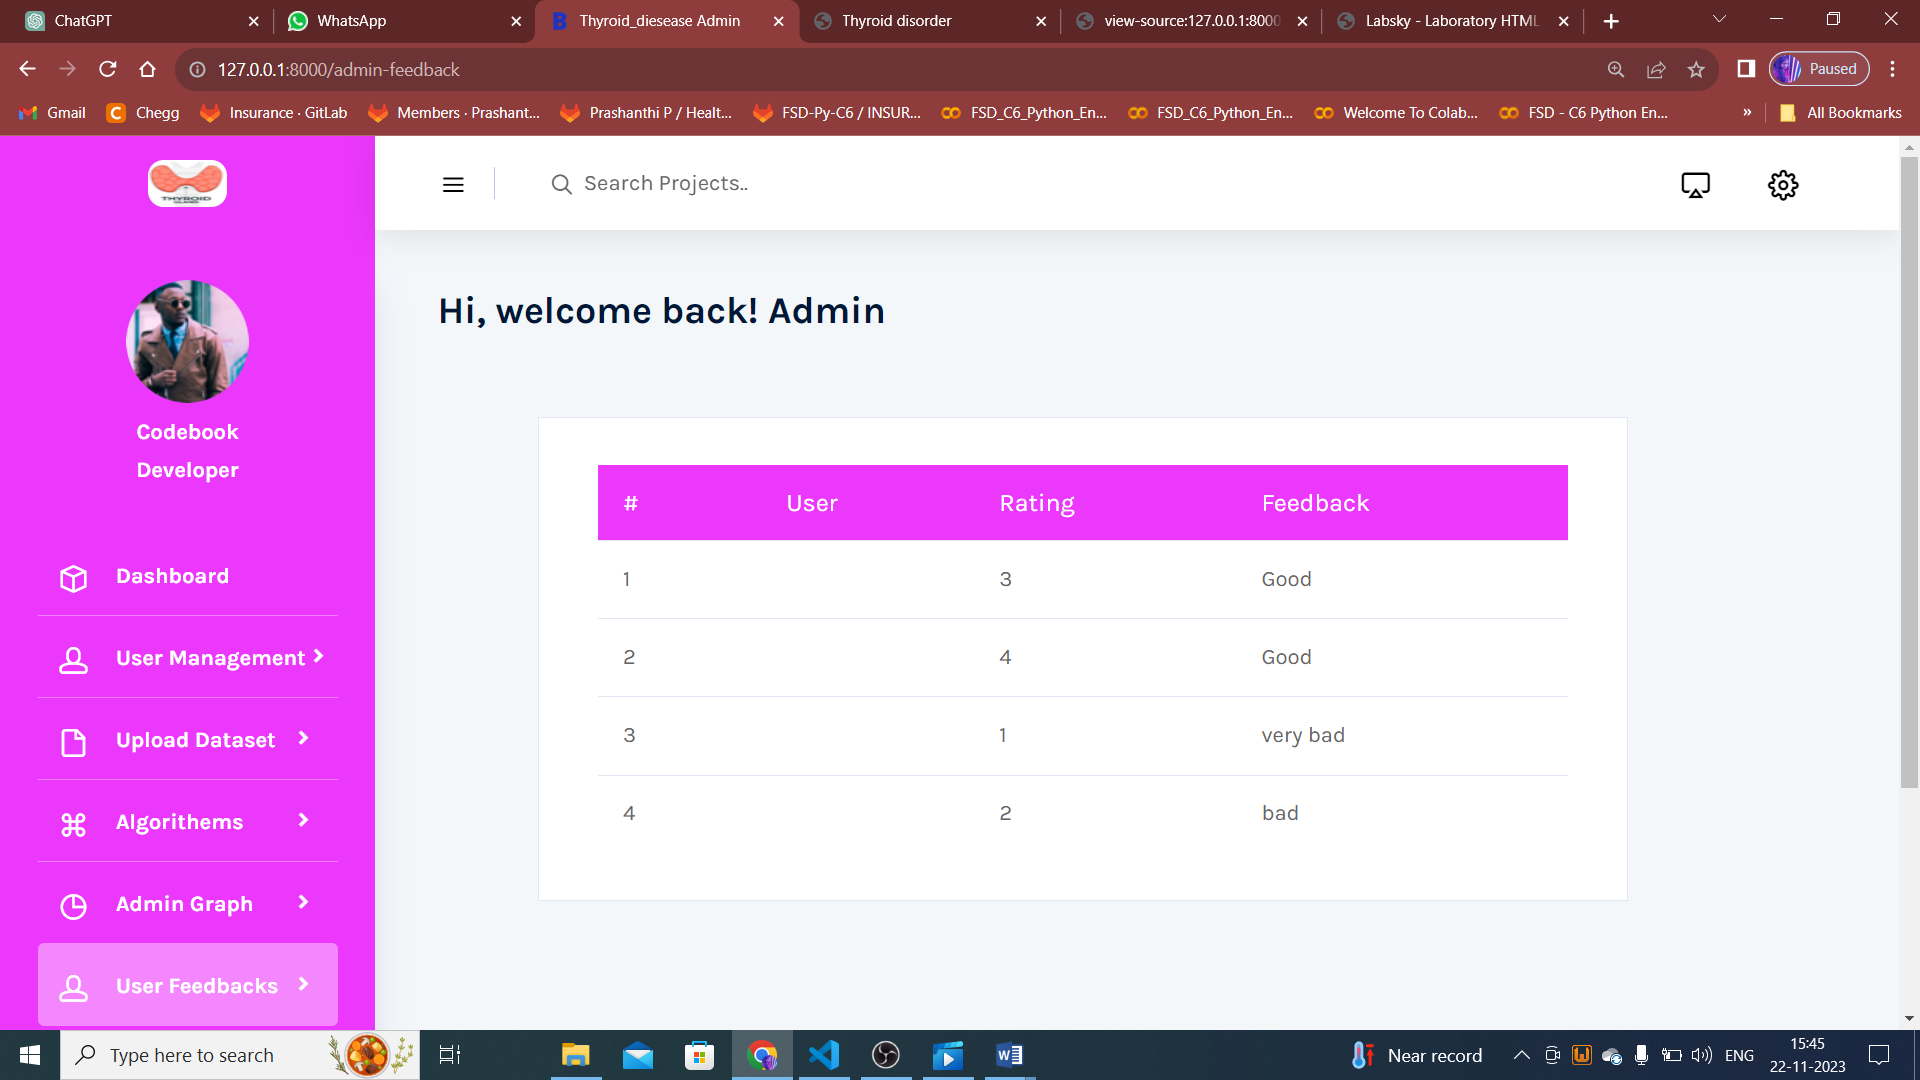 ChatGPT
WhatsApp
Thyroid_diesease Admin
Thyroid disorder
view-source:127.0.0.1:8000
Labsky - Laboratory HTML
127.0.0.1:8000/admin-feedback
Paused
Gmail
Chegg
Insurance · GitLab
Members · Prashant...
Prashanthi P / Healt...
FSD-Py-C6 / INSUR...
FSD_C6_Python_En...
FSD_C6_Python_En...
Welcome To Colab...
FSD - C6 Python En...
»
All Bookmarks
THYROID
Search Projects..
Hi, welcome back! Admin
Codebook
Developer
Dashboard
User Management
Upload Dataset
Algorithems
Admin Graph
User Feedbacks
# User Rating Feedback
1 3 Good
2 4 Good
3 1 very bad
4 2 bad
Type here to search
Near record
ENG
15:45
22-11-2023